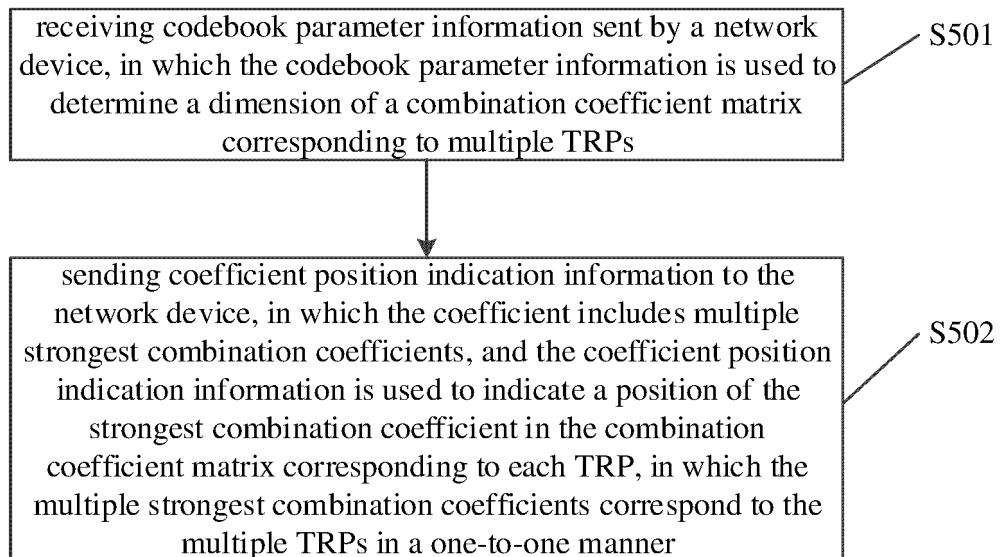 receiving codebook parameter information sent by a network
device, in which the codebook parameter information is used to
determine a dimension of a combination coefficient matrix
corresponding to multiple TRPs
S501
sending coefficient position indication information to the
network device, in which the coefficient includes multiple
strongest combination coefficients, and the coefficient position
indication information is used to indicate a position of the
strongest combination coefficient in the combination
coefficient matrix corresponding to each TRP, in which the
multiple strongest combination coefficients correspond to the
multiple TRPs in a one-to-one manner
S502